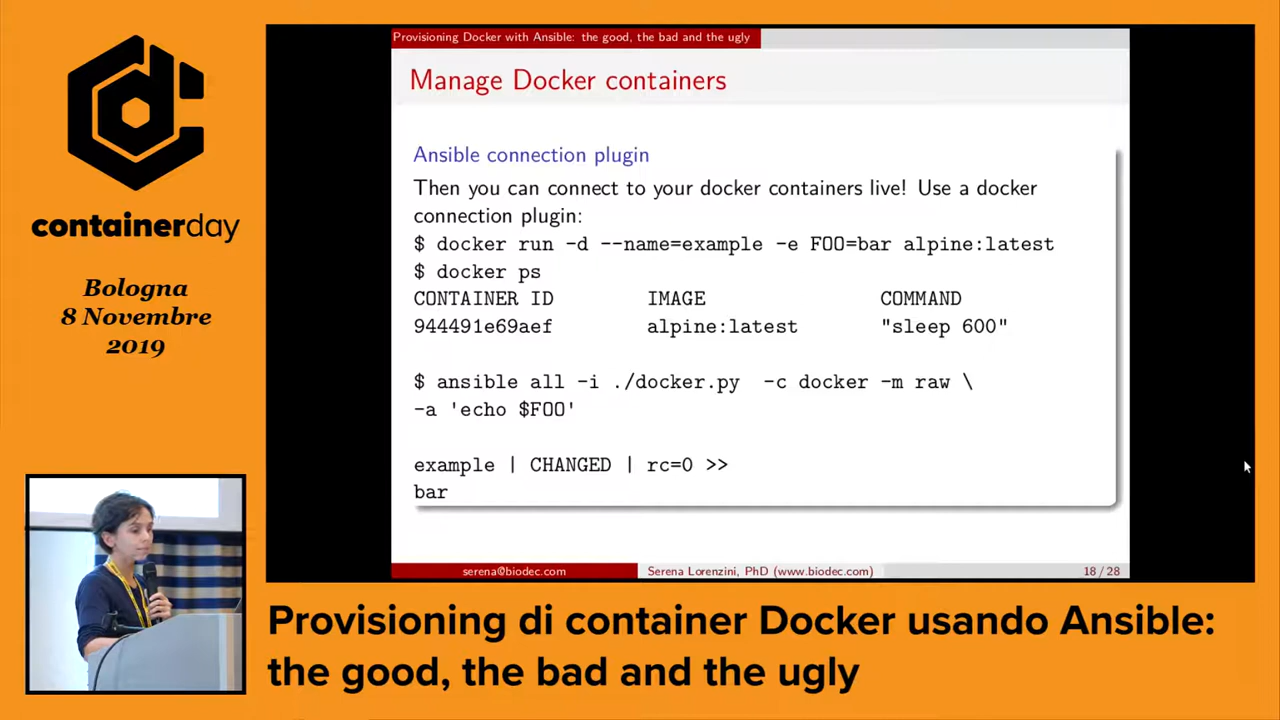 containerday
Bologna
8 Novembre
2019
Provisioning Docker with Ansible: the good, the bad and the ugly
Manage Docker containers
Ansible connection plugin
Then you can connect to your docker containers live! Use a docker
connection plugin:
$ docker run -d --name=example -e FOO=bar alpine:latest
$ docker ps
CONTAINER ID IMAGE COMMAND
944491e69aef alpine:latest "sleep 600"
$ ansible all -i ./docker.py -c docker -m raw \
-a 'echo $FOO'
example | CHANGED | rc=0 >>
bar
serena@biodec.com Serena Lorenzini, PhD (www.biodec.com) 18 / 28
Provisioning di container Docker usando Ansible:
the good, the bad and the ugly